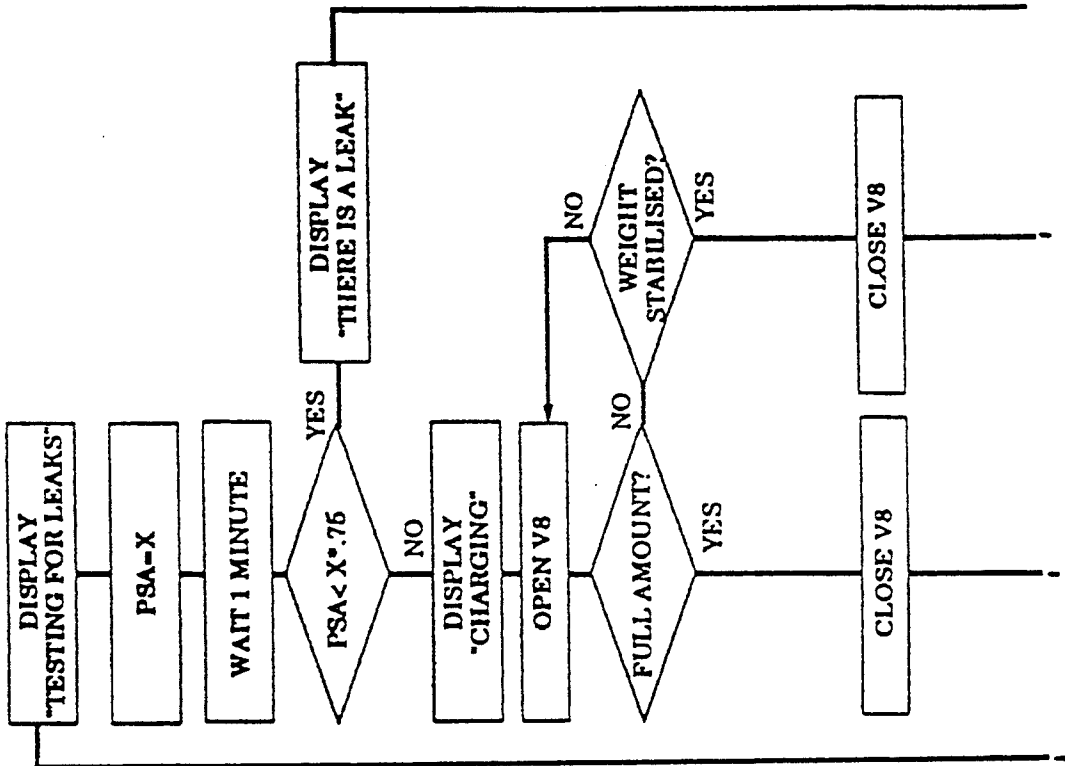 DISPLAY
"TESTING FOR LEAKS"
PSA=X
WAIT 1 MINUTE
PSA< X*.75
YES
DISPLAY
"THERE IS A LEAK"
NO
DISPLAY
"CHARGING"
OPEN V8
FULL AMOUNT?
NO
WEIGHT
STABILISED?
NO
YES
YES
CLOSE V8
CLOSE V8